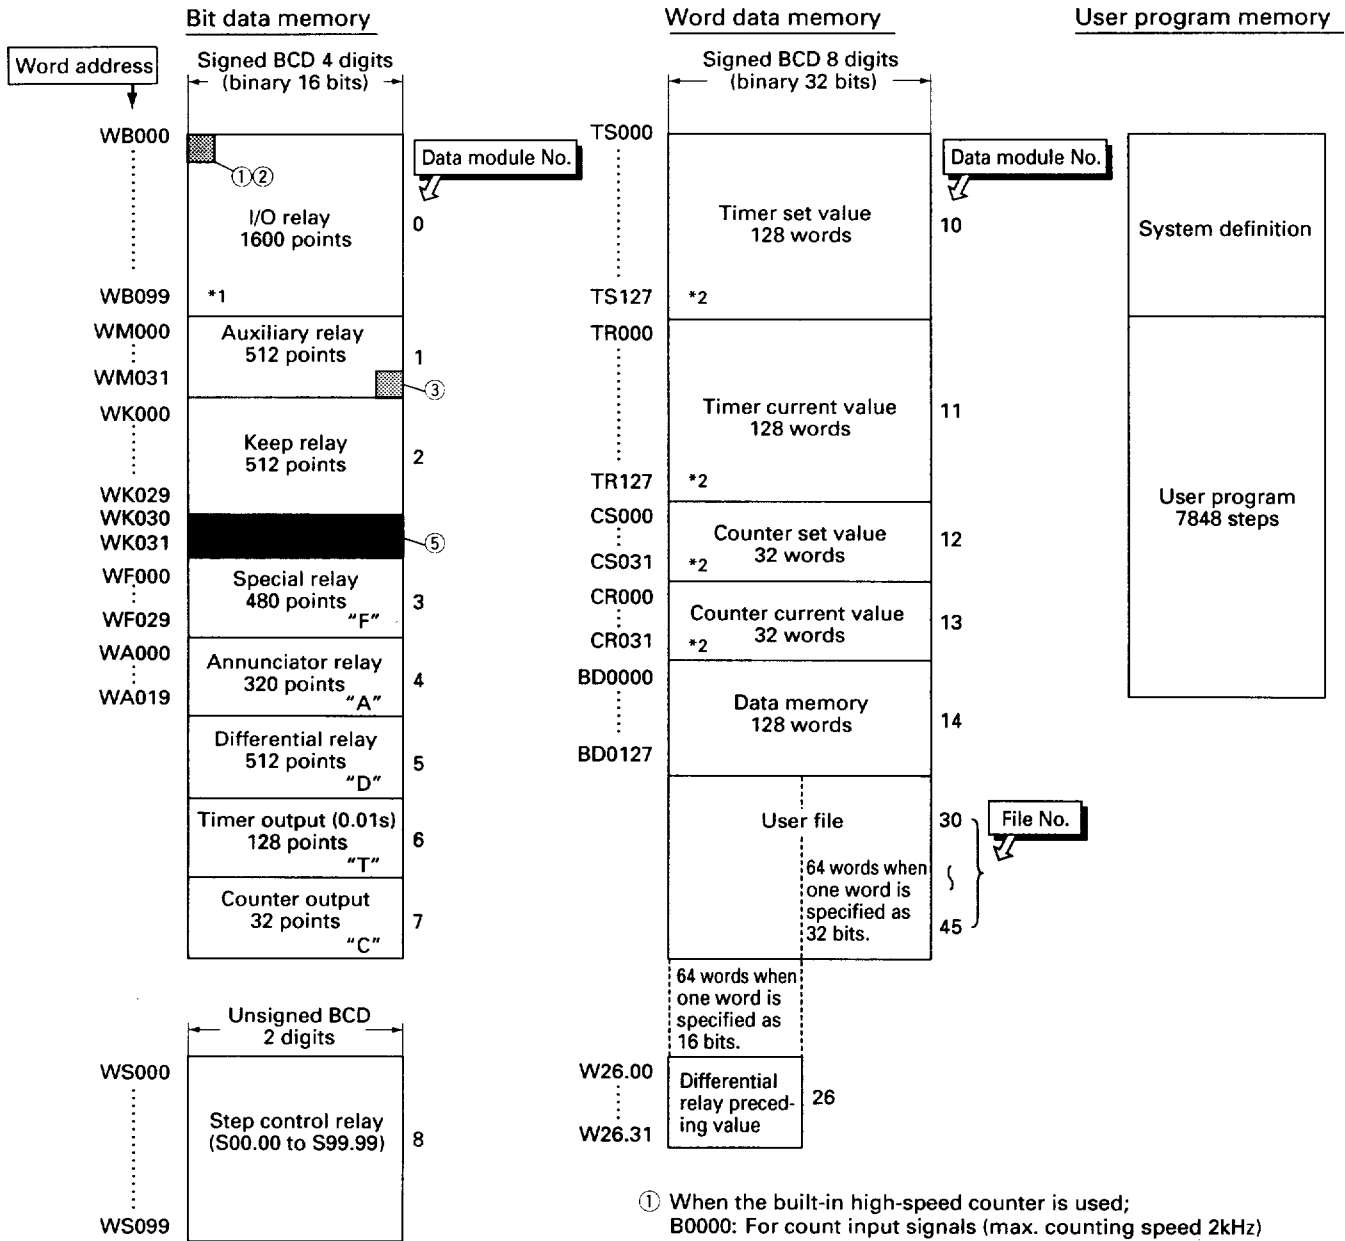 Bit data memory
Word data memory
User program memory
Word address
Signed BCD 4 digits
(binary 16 bits)
Signed BCD 8 digits
(binary 32 bits)
WB000
①②
I/O relay
1600 points
WB099
*1
Data module No.
0
WM000
WM031
Auxiliary relay
512 points
1
③
WK000
WK029
Keep relay
512 points
2
WK030
WK031
⑤
WF000
WF029
Special relay
480 points
"F"
3
WA000
WA019
Annunciator relay
320 points
"A"
4
Differential relay
512 points
"D"
5
Timer output (0.01s)
128 points
"T"
6
Counter output
32 points
"C"
7
Unsigned BCD
2 digits
WS000
WS099
Step control relay
(S00.00 to S99.99)
8
TS000
TS127
Timer set value
128 words
*2
Data module No.
10
TR000
TR127
Timer current value
128 words
*2
11
CS000
CS031
Counter set value
32 words
*2
12
CR000
CR031
Counter current value
32 words
*2
13
BD0000
BD0127
Data memory
128 words
14
User file
64 words when
one word is
specified as
32 bits.
30
45
File No.
64 words when
one word is
specified as
16 bits.
W26.00
W26.31
Differential
relay preced-
ing value
26
System definition
User program
7848 steps
① When the built-in high-speed counter is used;
B0000: For count input signals (max. counting speed 2kHz)